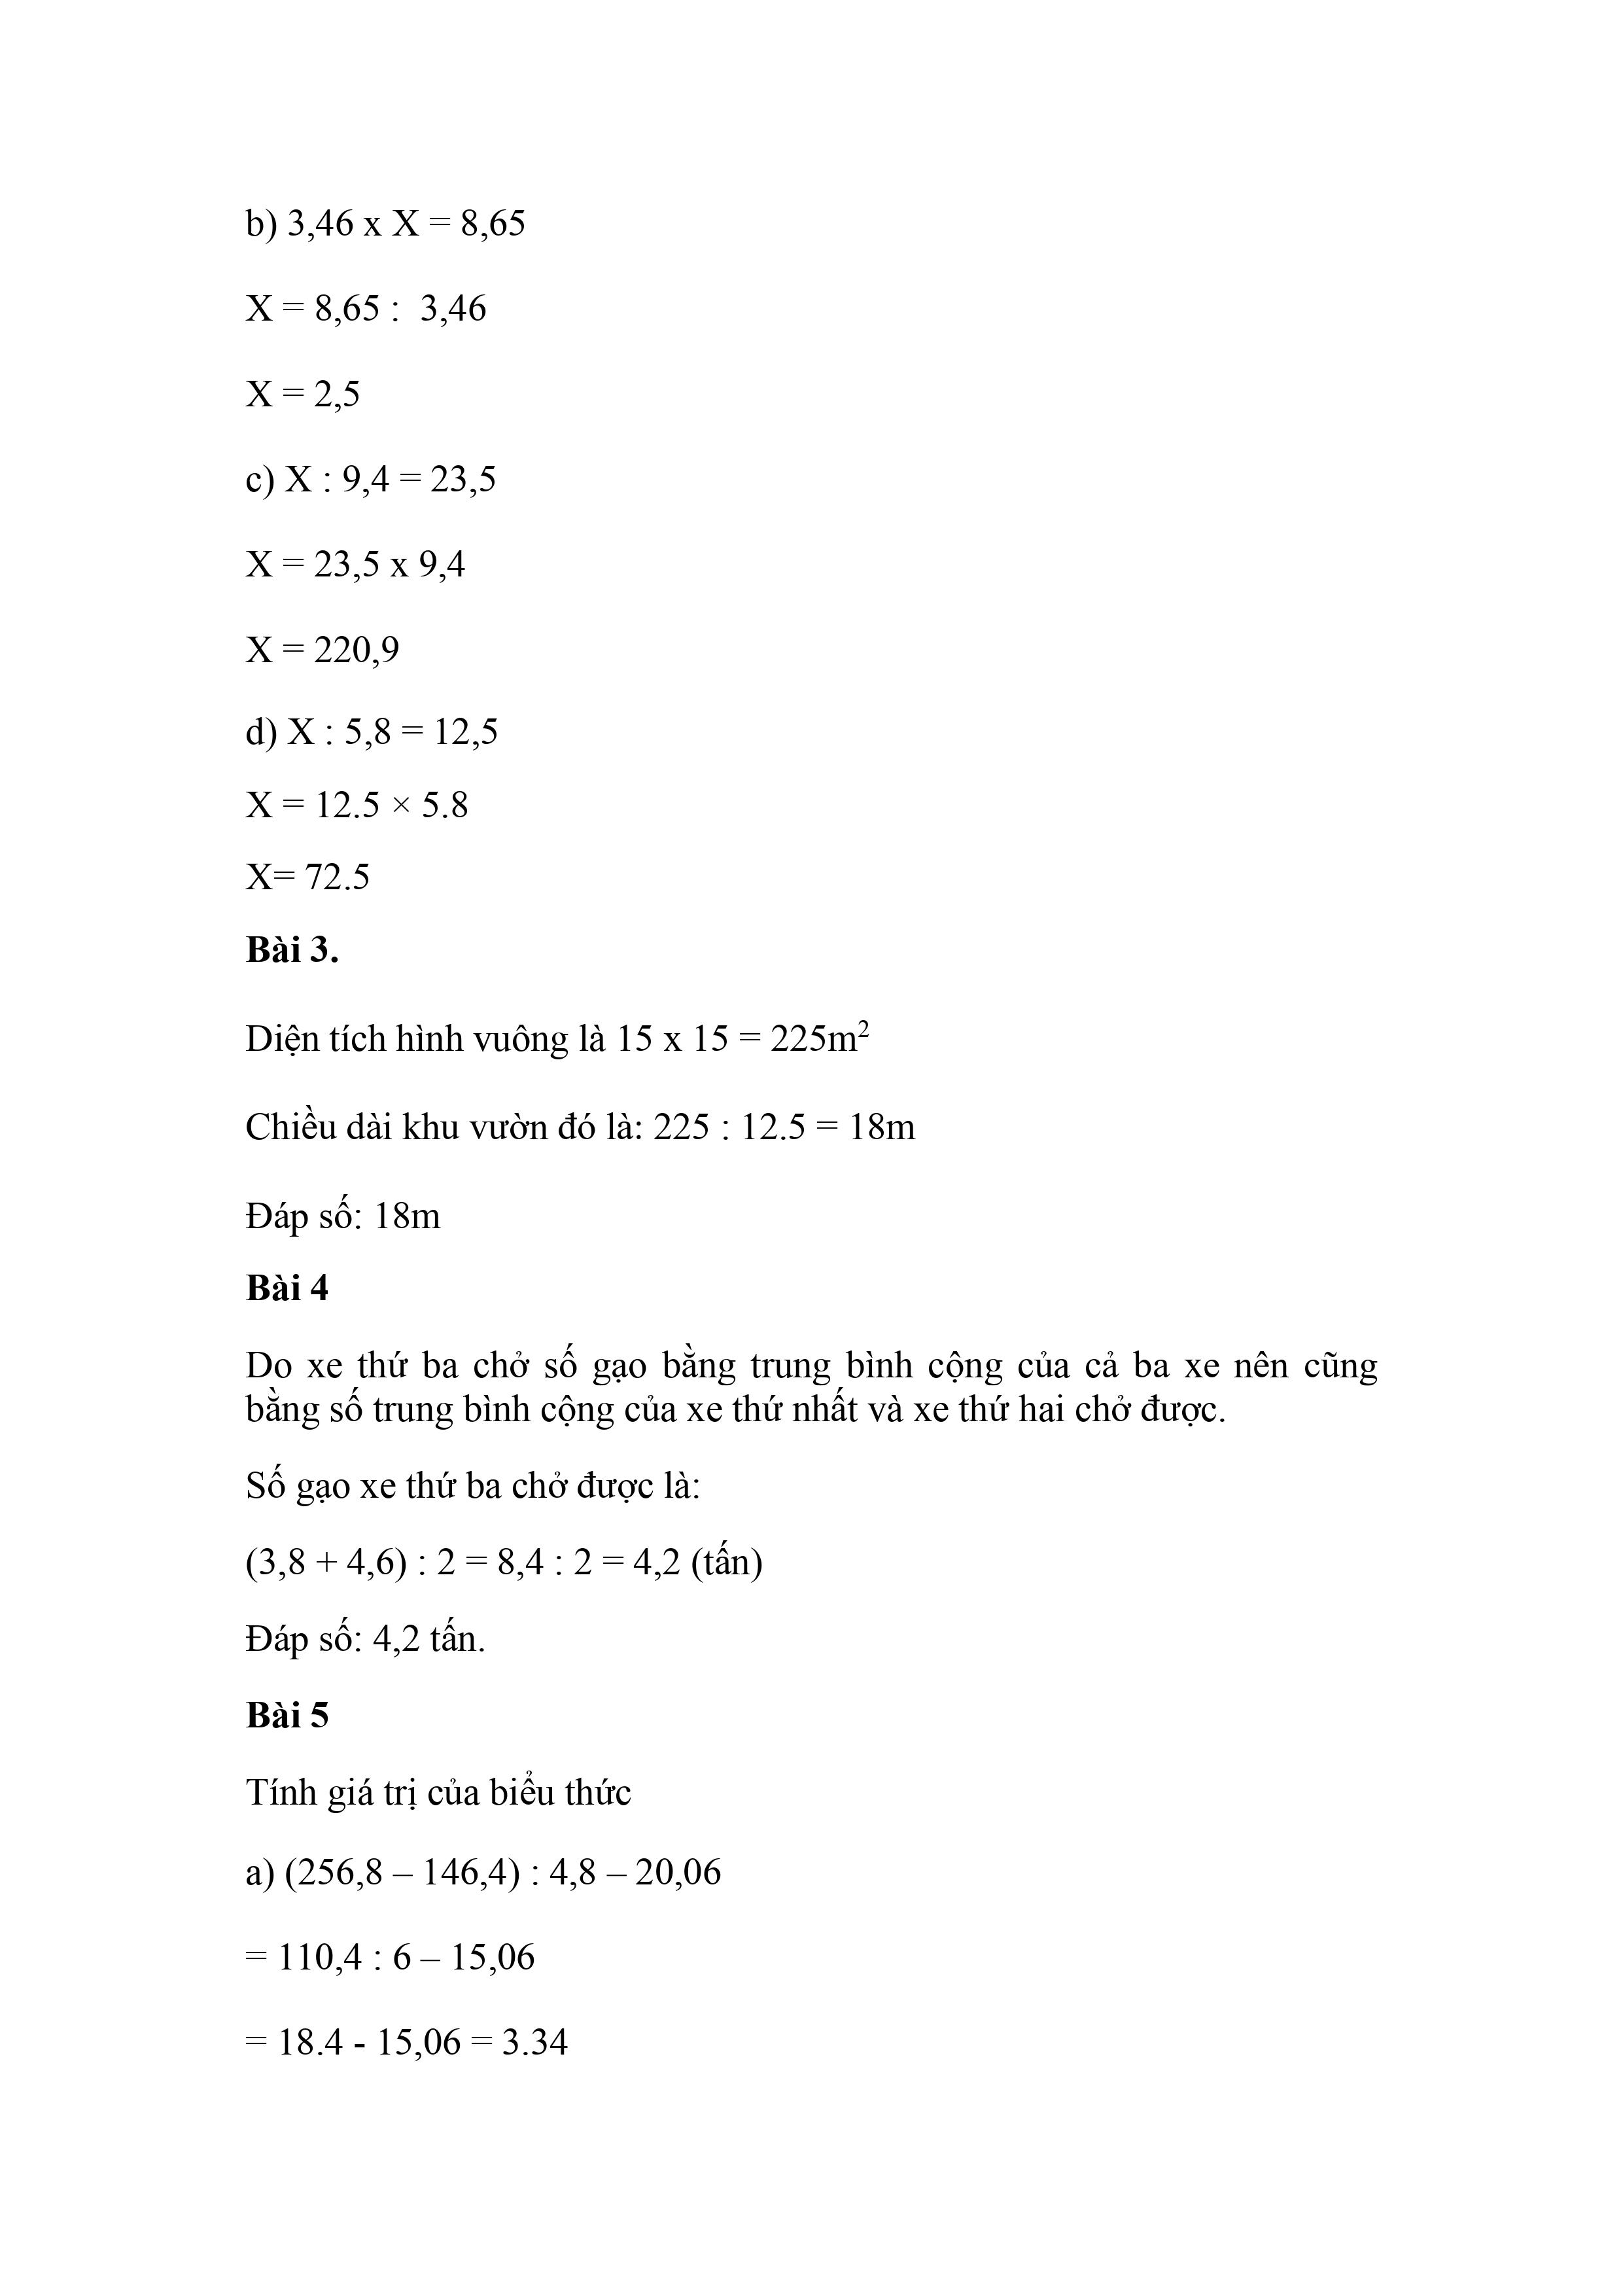 b) 3,46 x X = 8,65
X = 8,65 :  3,46
X = 2,5
c) X : 9,4 = 23,5
X = 23,5 x 9,4
X = 220,9
d) X : 5,8 = 12,5
X = 12.5 × 5.8
X= 72.5
Bài 3.
Diện tích hình vuông là 15 x 15 = 225m²
Chiều dài khu vườn đó là: 225 : 12.5 = 18m
Đáp số: 18m
Bài 4
Do xe thứ ba chở số gạo bằng trung bình cộng của cả ba xe nên cũng
bằng số trung bình cộng của xe thứ nhất và xe thứ hai chở được.
Số gạo xe thứ ba chở được là:
(3,8 + 4,6) : 2 = 8,4 : 2 = 4,2 (tấn)
Đáp số: 4,2 tấn.
Bài 5
Tính giá trị của biểu thức
a) (256,8 – 146,4) : 4,8 – 20,06
= 110,4 : 6 – 15,06
= 18.4 - 15,06 = 3.34